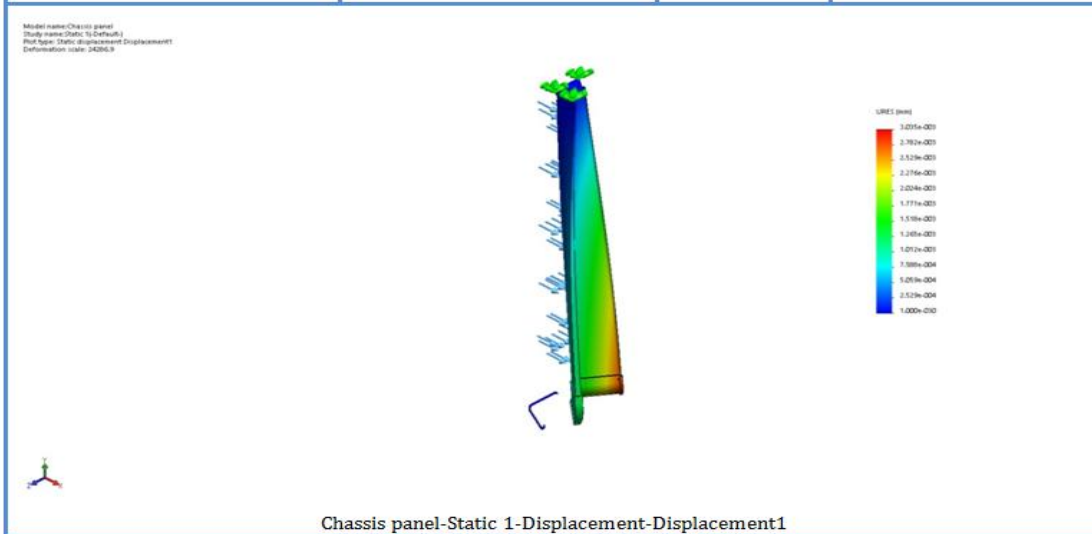 Model name:Chassis panel
Study name:Static 1(-Default-)
Plot type: Static displacement Displacement1
Deformation scale: 24286.9
URES (mm)
3.035e-003
2.782e-003
2.529e-003
2.276e-003
2.024e-003
1.771e-003
1.518e-003
1.265e-003
1.012e-003
7.588e-004
5.059e-004
2.529e-004
1.000e-030
Y
Z
X
Chassis panel-Static 1-Displacement-Displacement1